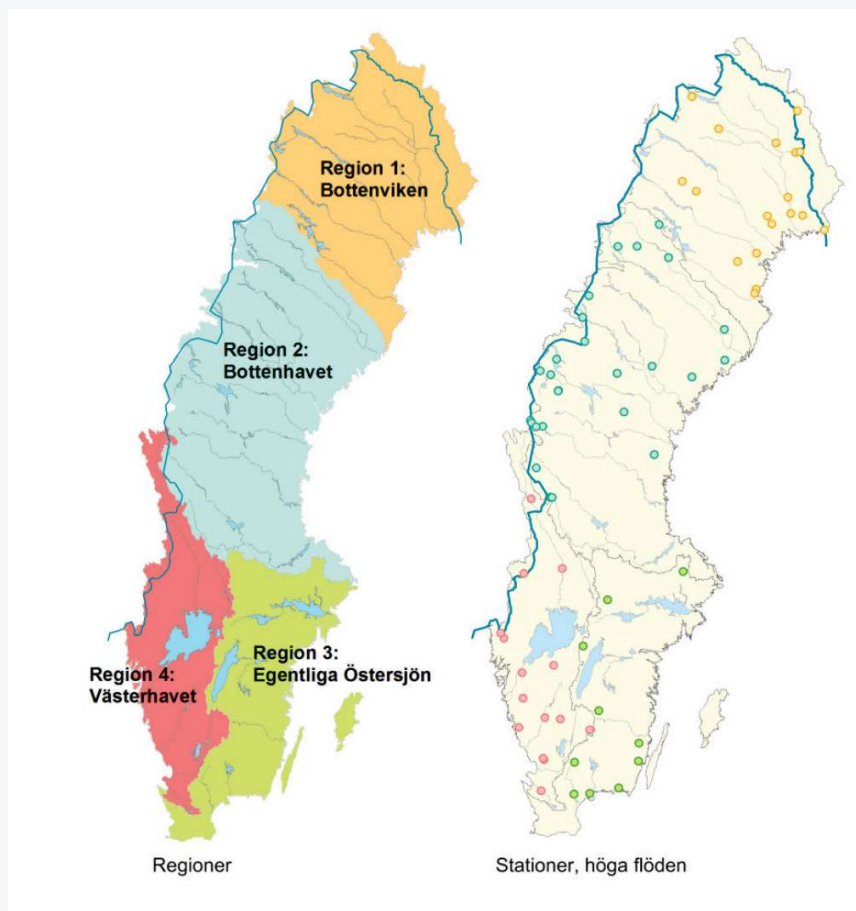 Region 1:
Bottenviken
Region 2:
Bottenhavet
Region 3:
Egentliga Östersjön
Region 4:
Västerhavet
Regioner
Stationer, höga flöden